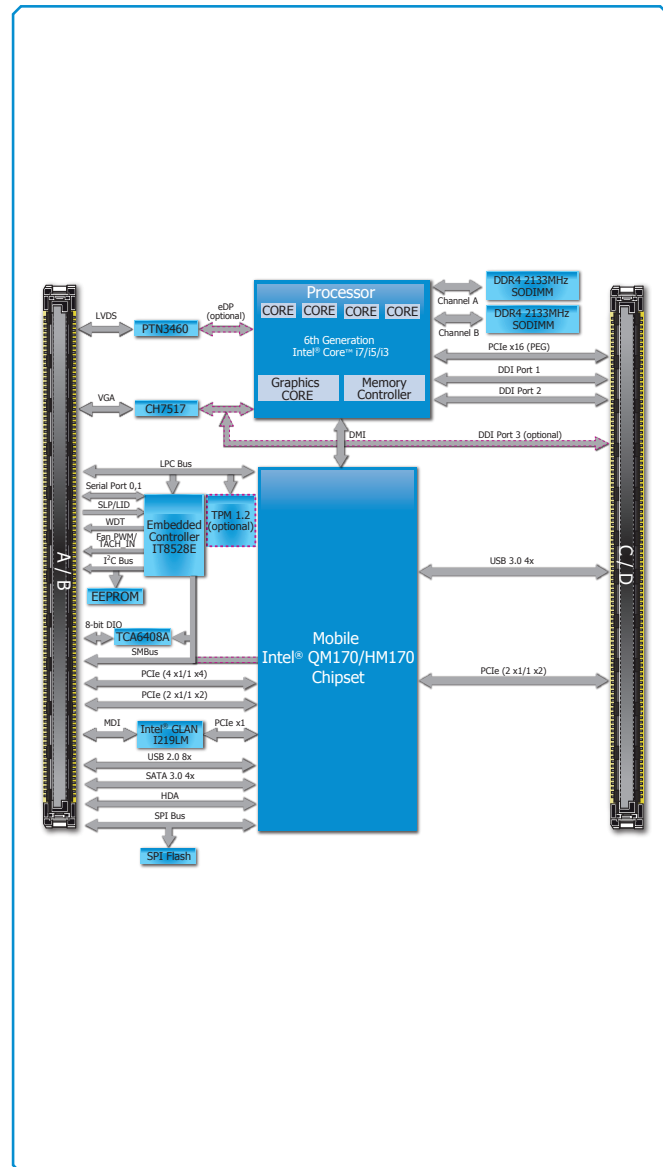 Processor
CORE CORE CORE CORE
6th Generation
Intel® Core™ i7/i5/i3
Graphics
CORE
Memory
Controller
DDR4 2133MHz
SODIMM
Channel A
DDR4 2133MHz
SODIMM
Channel B
PCIe x16 (PEG)
DDI Port 1
DDI Port 2
DDI Port 3 (optional)
DMI
LVDS
PTN3460
eDP
(optional)
VGA
CH7517
LPC Bus
Serial Port 0,1
SLP/LID
WDT
Fan PWM/
TACH_IN
I²C Bus
Embedded
Controller
IT8528E
TPM 1.2
(optional)
EEPROM
8-bit DIO
TCA6408A
SMBus
PCIe (4 x1/1 x4)
PCIe (2 x1/1 x2)
MDI
Intel® GLAN
I219LM
PCIe x1
USB 2.0 8x
SATA 3.0 4x
HDA
SPI Bus
SPI Flash
Mobile
Intel® QM170/HM170
Chipset
USB 3.0 4x
PCIe (2 x1/1 x2)
A / B
C / D